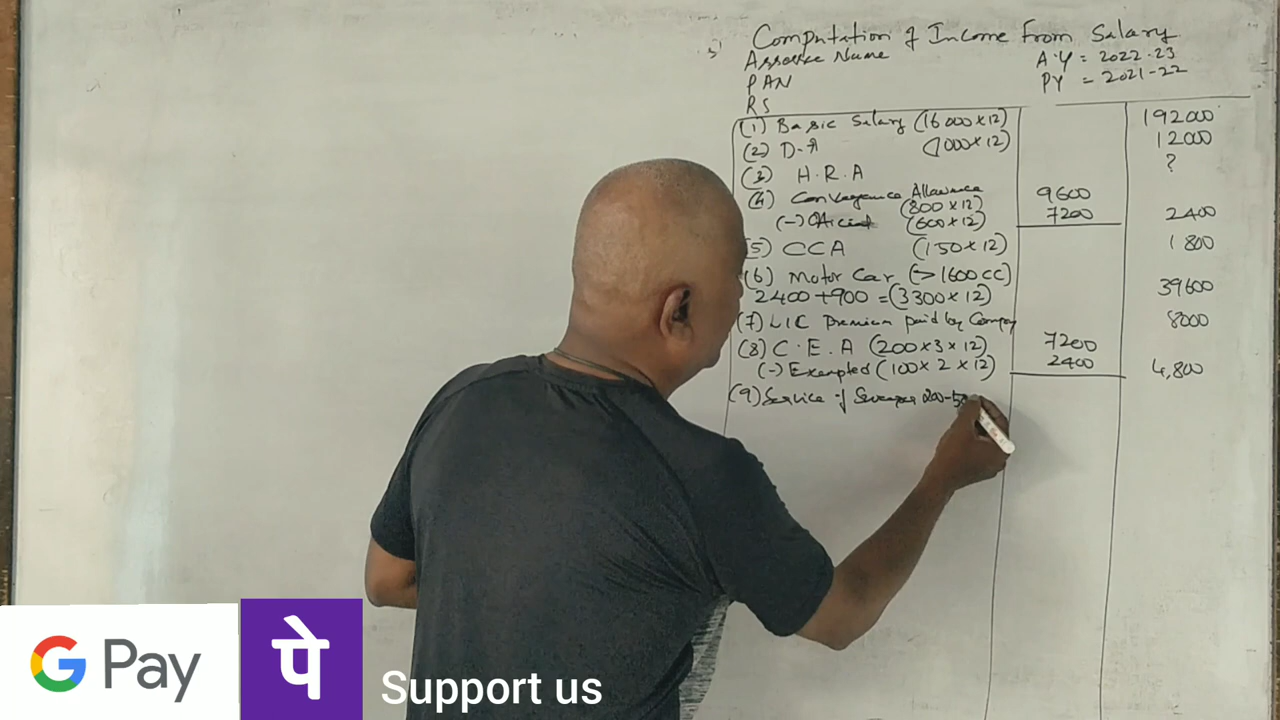 Computation of Income From Salary
Assessee Name
A.Y = 2022-23
PAN
PY = 2021-22
RS
(1) Basic Salary (16000×12) 192000
(2) D.A (1000×12) 12000
(3) H.R.A ?
(4) Conveyance Allowance
(800×12) 9600
(-) (600×12) 7200 2400
(5) CCA (150×12) 1800
(6) Motor Car (->1600cc)
2400+900 = (3300×12) 39600
(7) LIC Premium paid by Company 8000
(8) C.E.A (200×3×12) 7200
(-) Exempted (100×2×12) 2400 4,800
(9) Service of 200-
G Pay
पे
Support us